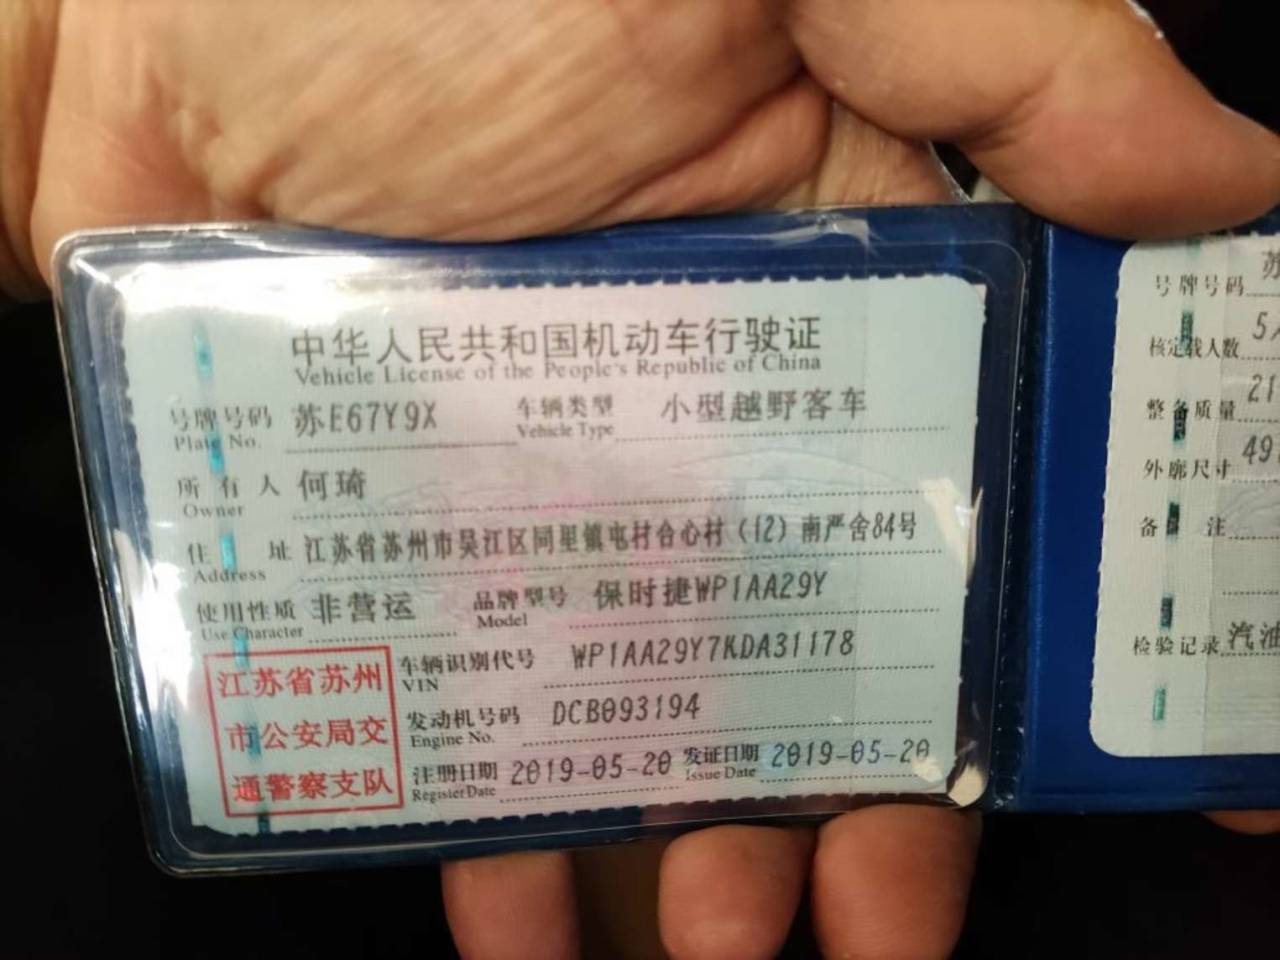 中华人民共和国机动车行驶证
Vehicle License of the People's Republic of China
号牌号码 苏E67Y9X 车辆类型 小型越野客车
Plate No. Vehicle Type
所有人 何琦
Owner
住址 江苏省苏州市吴江区同里镇屯村合心村(12)南严舍84号
Address
使用性质 非营运 品牌型号 保时捷WP1AA29Y
Use Character Model
江苏省苏州
市公安局交
通警察支队
车辆识别代号 WP1AA29Y7KDA31178
VIN
发动机号码 DCB093194
Engine No.
注册日期 2019-05-20 发证日期 2019-05-20
Register Date Issue Date
号牌号码 苏
核定载人数 5
整备质量 21
外廓尺寸 49
备注
检验记录 汽油